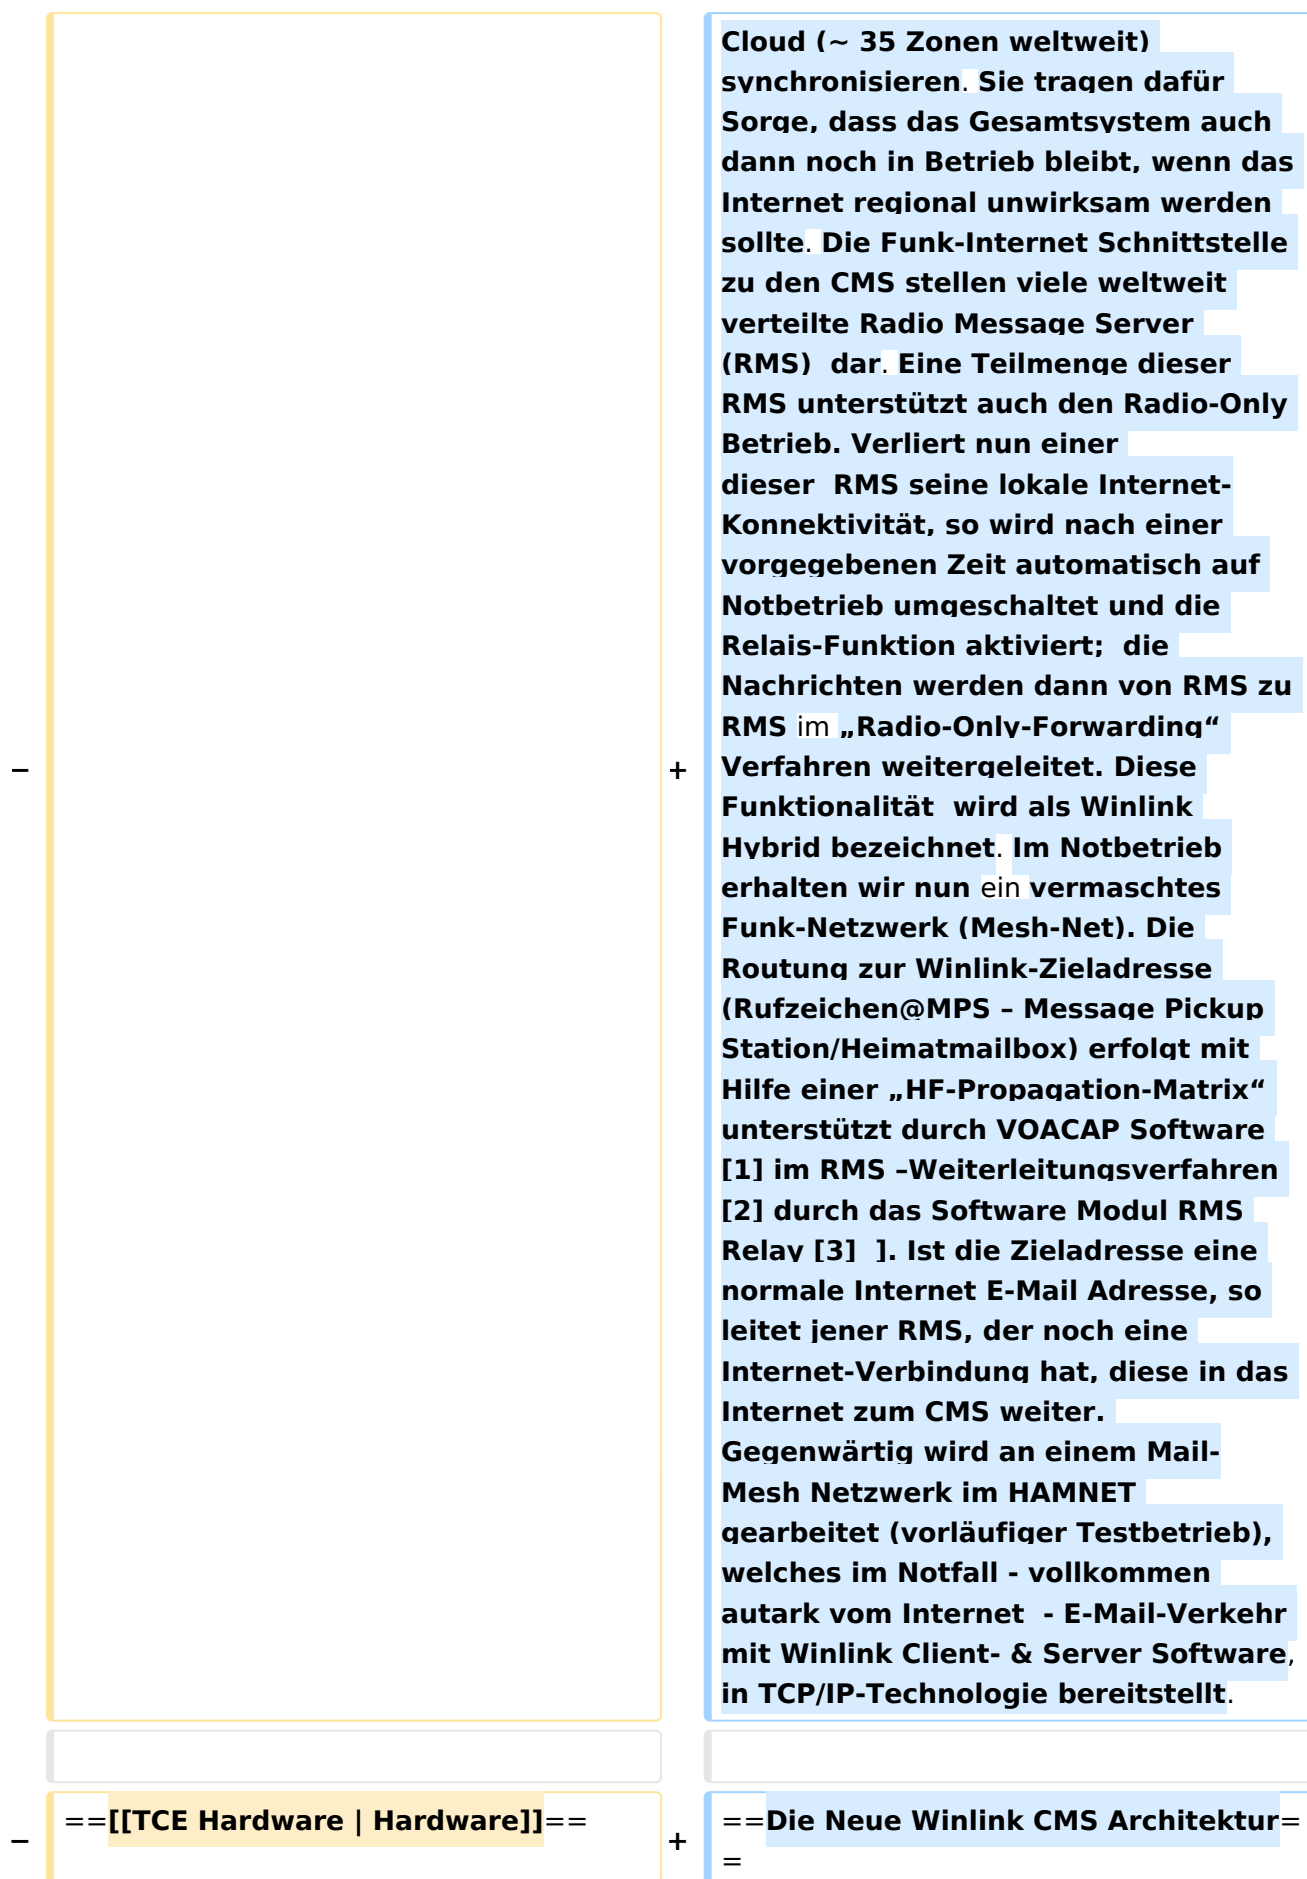 Cloud (~ 35 Zonen weltweit)
synchronisieren. Sie tragen dafür
Sorge, dass das Gesamtsystem auch
dann noch in Betrieb bleibt, wenn das
Internet regional unwirksam werden
sollte. Die Funk-Internet Schnittstelle
zu den CMS stellen viele weltweit
verteilte Radio Message Server
(RMS)  dar. Eine Teilmenge dieser
RMS unterstützt auch den Radio-Only
Betrieb. Verliert nun einer
dieser  RMS seine lokale Internet-
Konnektivität, so wird nach einer
vorgegebenen Zeit automatisch auf
Notbetrieb umgeschaltet und die
Relais-Funktion aktiviert;  die
Nachrichten werden dann von RMS zu
RMS im „Radio-Only-Forwarding“
− + Verfahren weitergeleitet. Diese
Funktionalität  wird als Winlink
Hybrid bezeichnet. Im Notbetrieb
erhalten wir nun ein vermaschtes
Funk-Netzwerk (Mesh-Net). Die
Routung zur Winlink-Zieladresse
(Rufzeichen@MPS – Message Pickup
Station/Heimatmailbox) erfolgt mit
Hilfe einer „HF-Propagation-Matrix“
unterstützt durch VOACAP Software
[1] im RMS –Weiterleitungsverfahren
[2] durch das Software Modul RMS
Relay [3]  ]. Ist die Zieladresse eine
normale Internet E-Mail Adresse, so
leitet jener RMS, der noch eine
Internet-Verbindung hat, diese in das
Internet zum CMS weiter.
Gegenwärtig wird an einem Mail-
Mesh Netzwerk im HAMNET
gearbeitet (vorläufiger Testbetrieb),
welches im Notfall - vollkommen
autark vom Internet  - E-Mail-Verkehr
mit Winlink Client- & Server Software,
in TCP/IP-Technologie bereitstellt.
− ==[[TCE Hardware | Hardware]]==
+ ==Die Neue Winlink CMS Architektur=
=